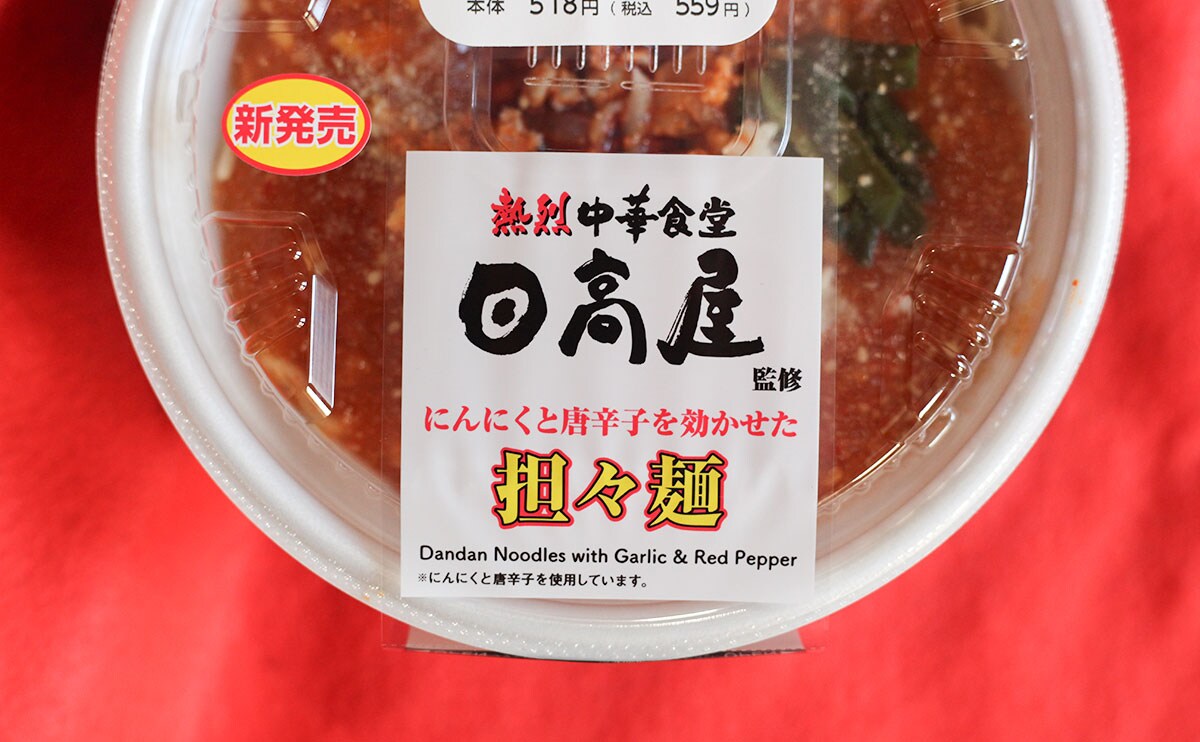 本体 518円(税込 559円)
新発売
熱烈中華食堂
日高屋
監修
にんにくと唐辛子を効かせた
担々麺
Dandan Noodles with Garlic & Red Pepper
※にんにくと唐辛子を使用しています。